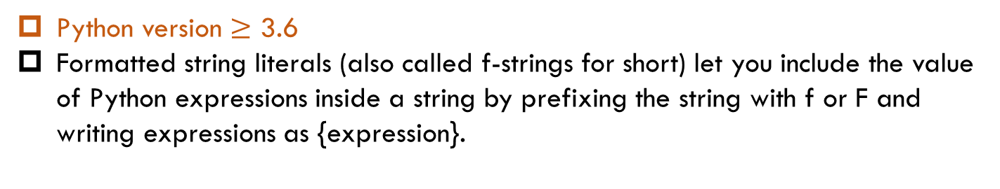 Python version ≥ 3.6
Formatted string literals (also called f-strings for short) let you include the value
of Python expressions inside a string by prefixing the string with f or F and
writing expressions as {expression}.